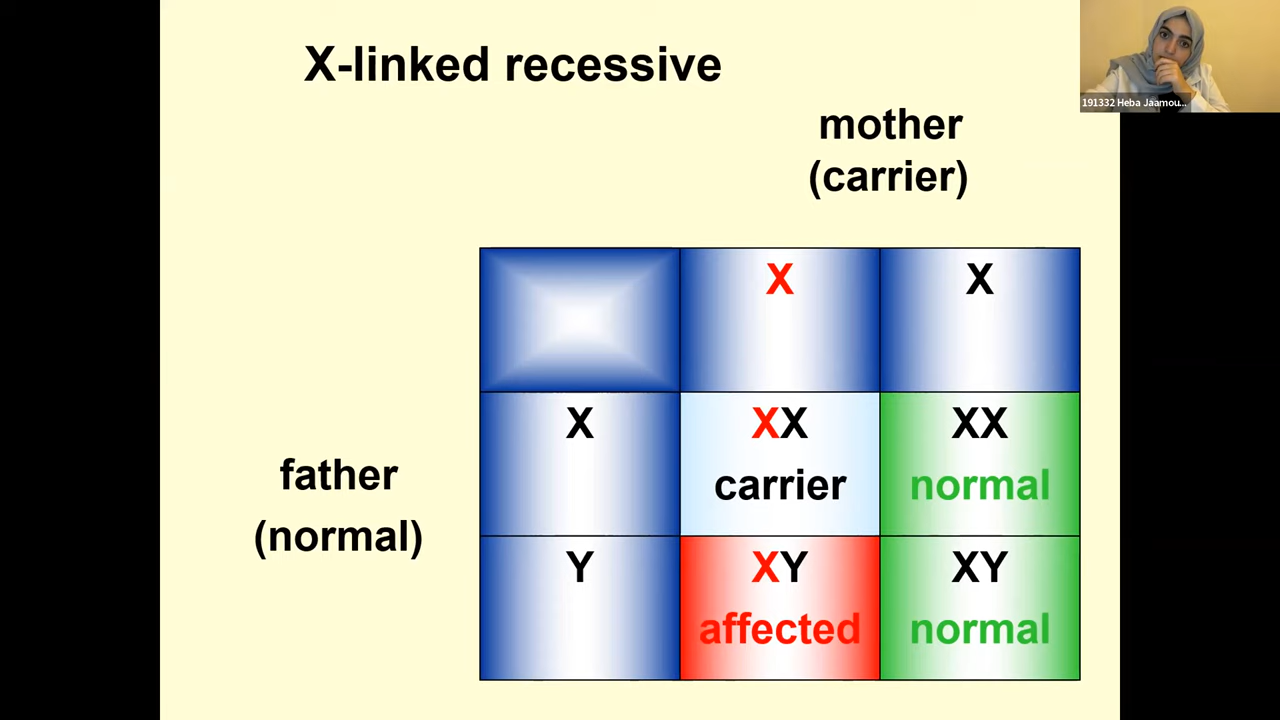 X-linked recessive
191332 Heba Jaamou...
mother
(carrier)
X X
X XX XX
carrier normal
father
(normal)
Y XY XY
affected normal